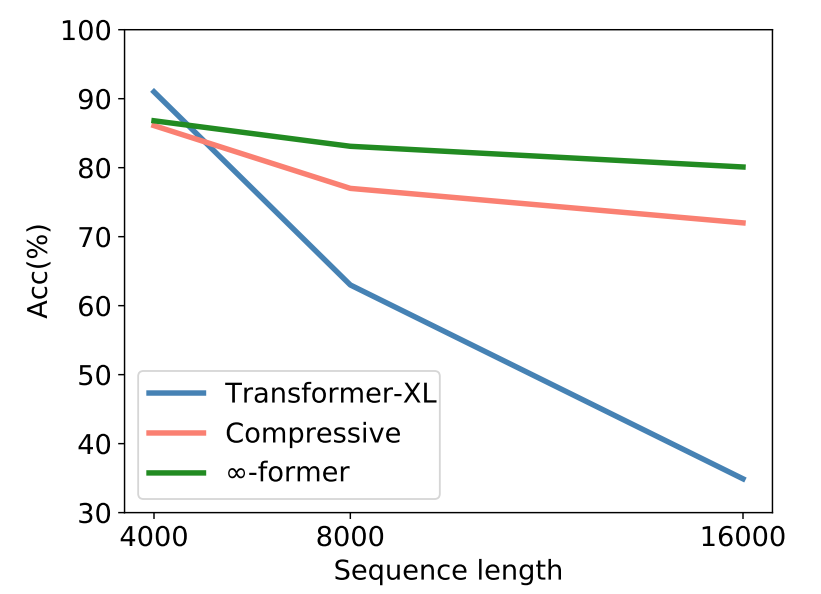 100
90
80
70
60
50
40
30
Acc(%)
Transformer-XL
Compressive
∞-former
4000 8000 16000
Sequence length